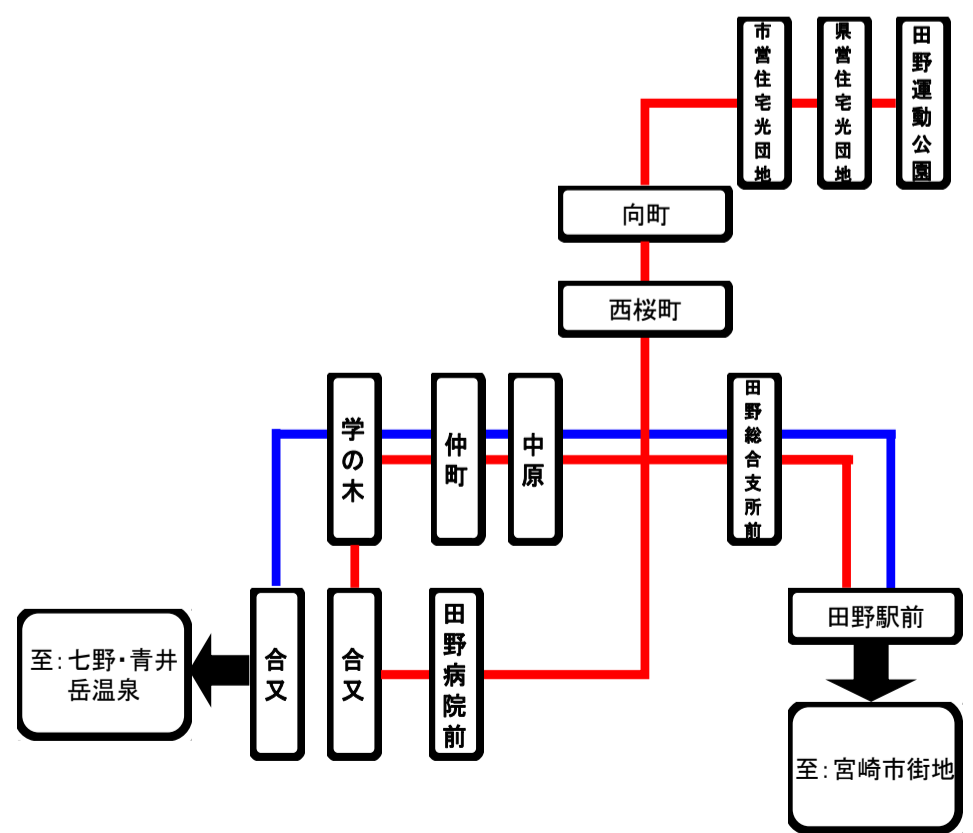 市営住宅光団地
県営住宅光団地
田野運動公園
向町
西桜町
学の木
仲町
中原
田野総合支所前
至：七野・青井
岳温泉
合又
合又
田野病院前
田野駅前
至：宮崎市街地